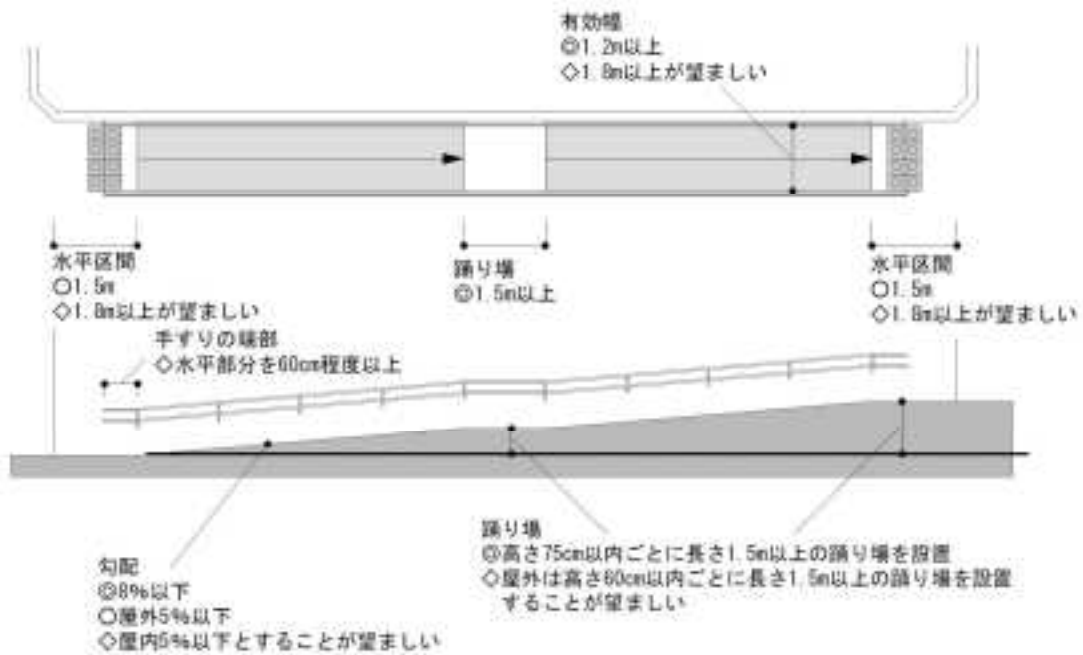 有効幅
◎1.2m以上
◇1.8m以上が望ましい
水平区間
○1.5m
◇1.8m以上が望ましい
踊り場
◎1.5m以上
水平区間
○1.5m
◇1.8m以上が望ましい
手すりの端部
◇水平部分を60cm程度以上
勾配
◎8%以下
○屋外5%以下
◇屋内5%以下とすることが望ましい
踊り場
◎高さ75cm以内ごとに長さ1.5m以上の踊り場を設置
◇屋外は高さ60cm以内ごとに長さ1.5m以上の踊り場を設置
することが望ましい